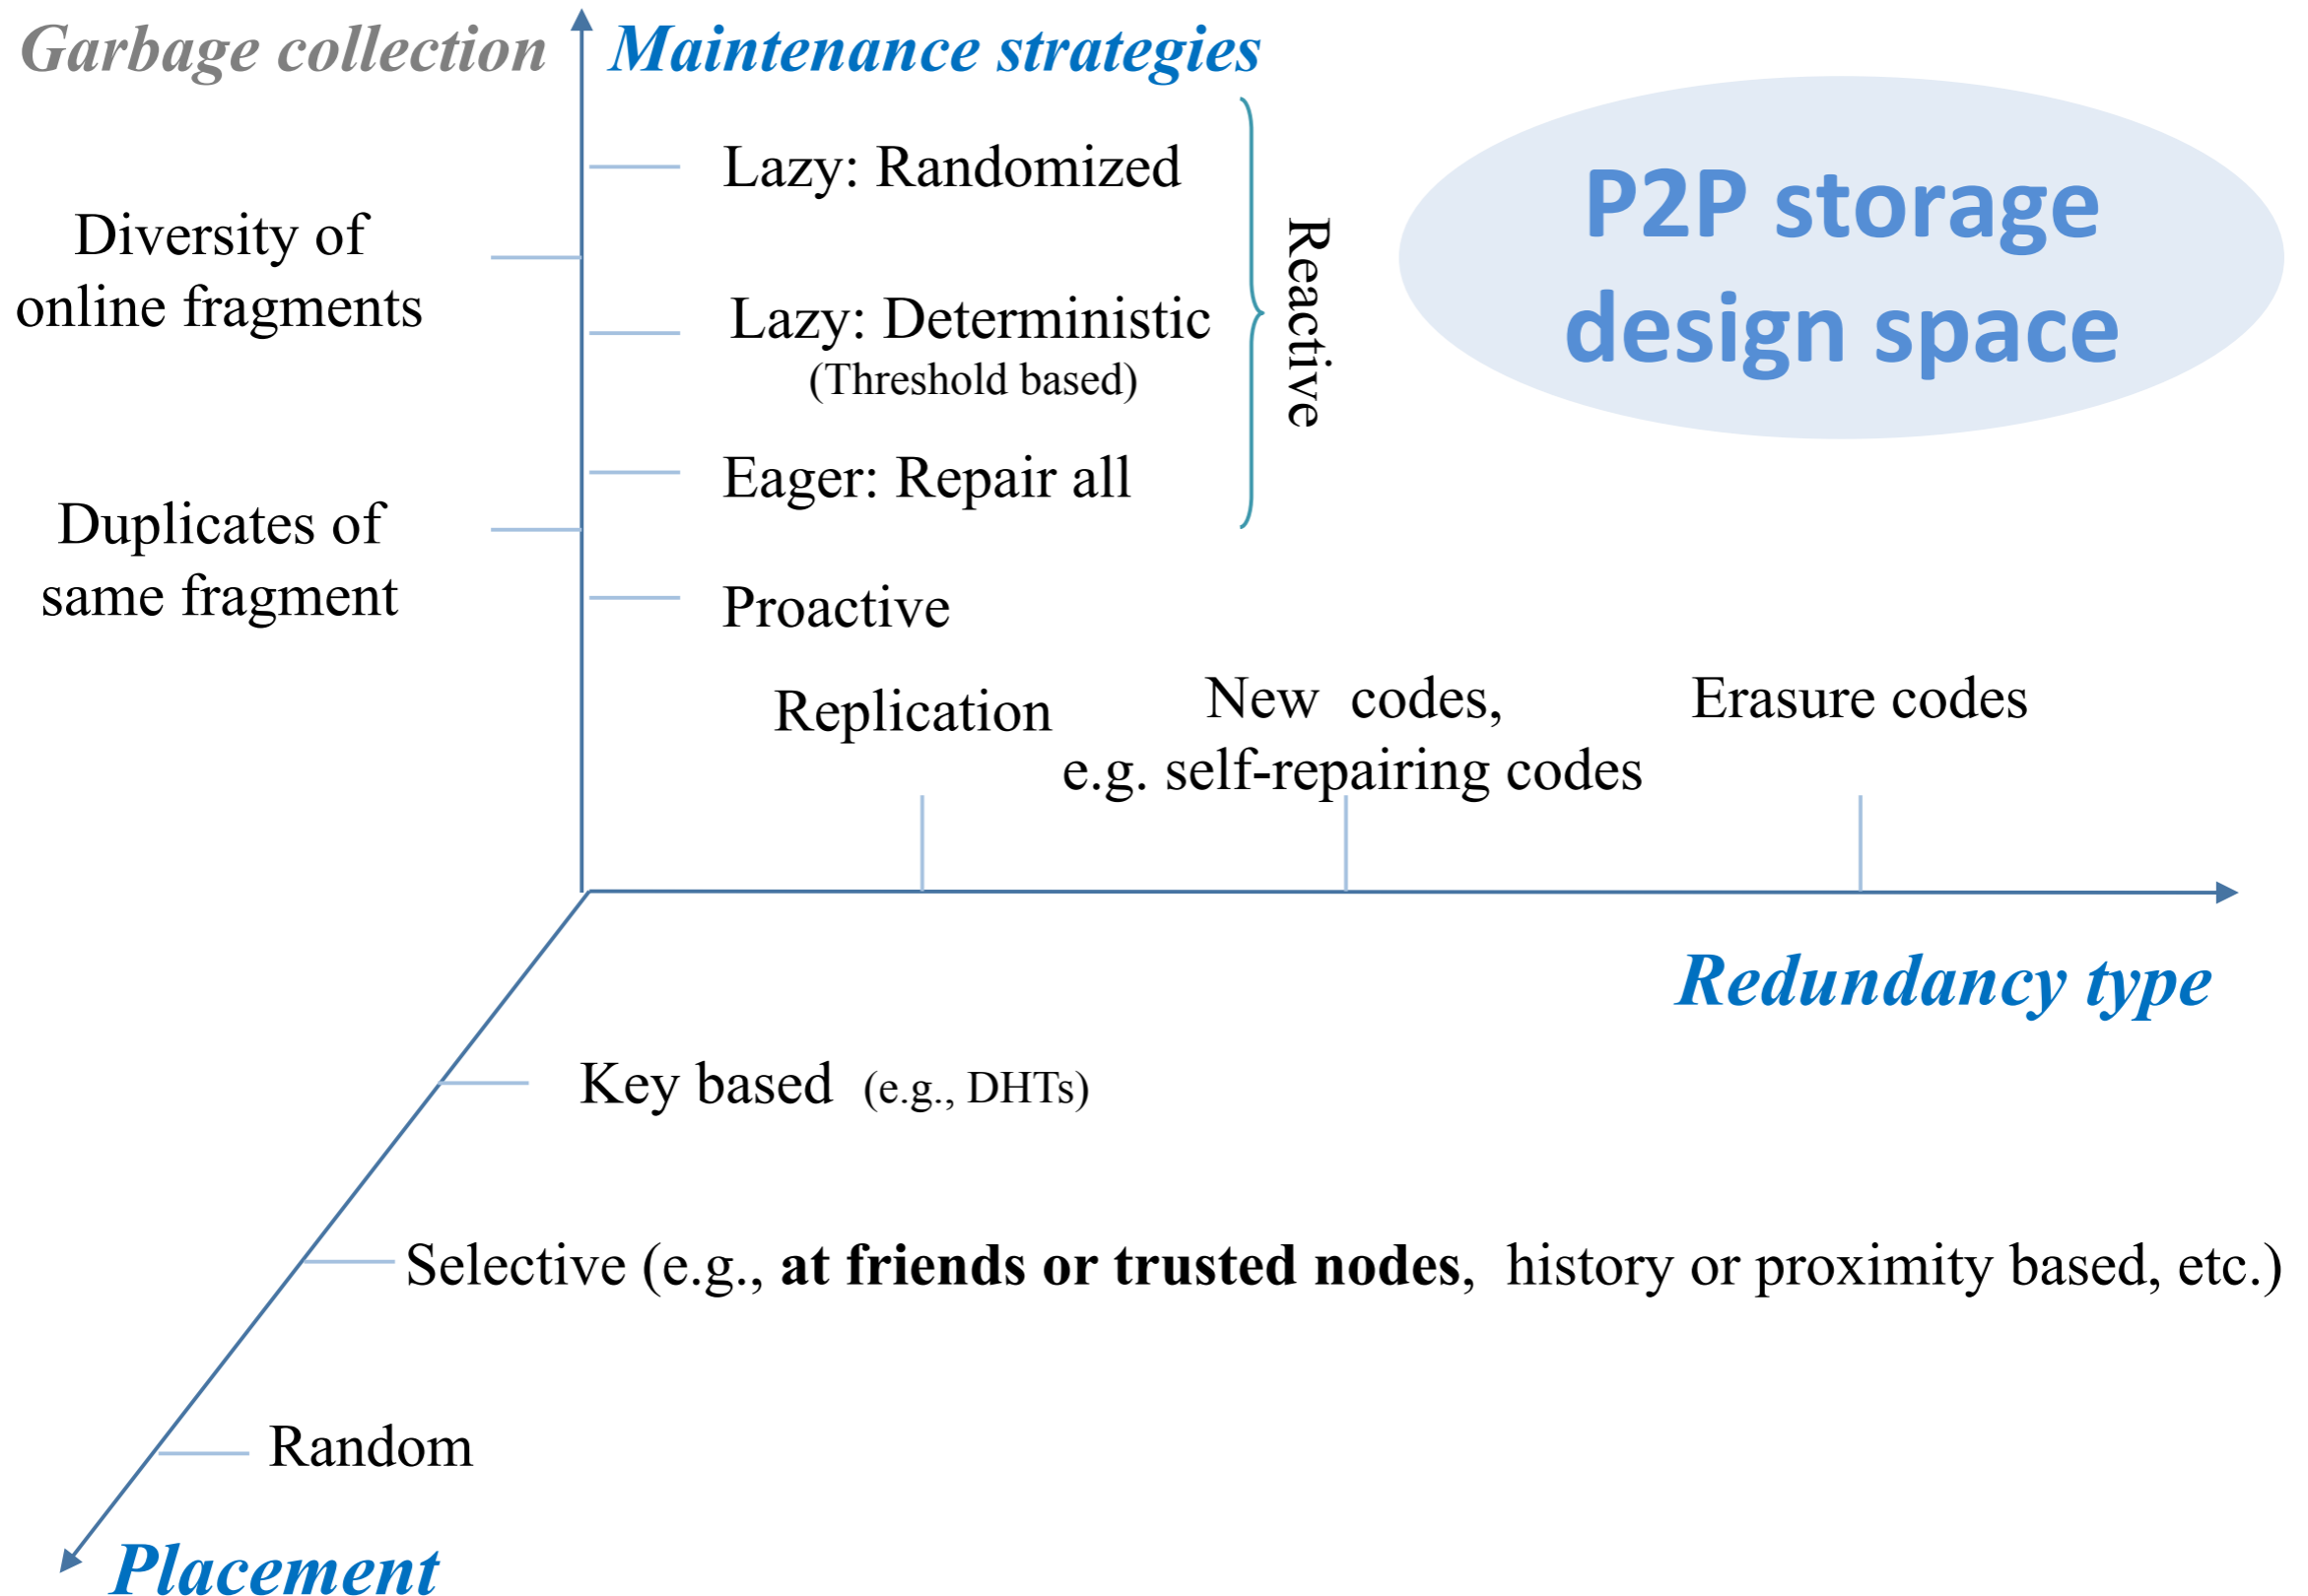 Garbage collection
Maintenance strategies
Lazy: Randomized
Diversity of
online fragments
Lazy: Deterministic
(Threshold based)
Reactive
P2P storage
design space
Eager: Repair all
Duplicates of
same fragment
Proactive
Replication
New codes,
e.g. self-repairing codes
Erasure codes
Redundancy type
Key based (e.g., DHTs)
Selective (e.g., at friends or trusted nodes, history or proximity based, etc.)
Random
Placement